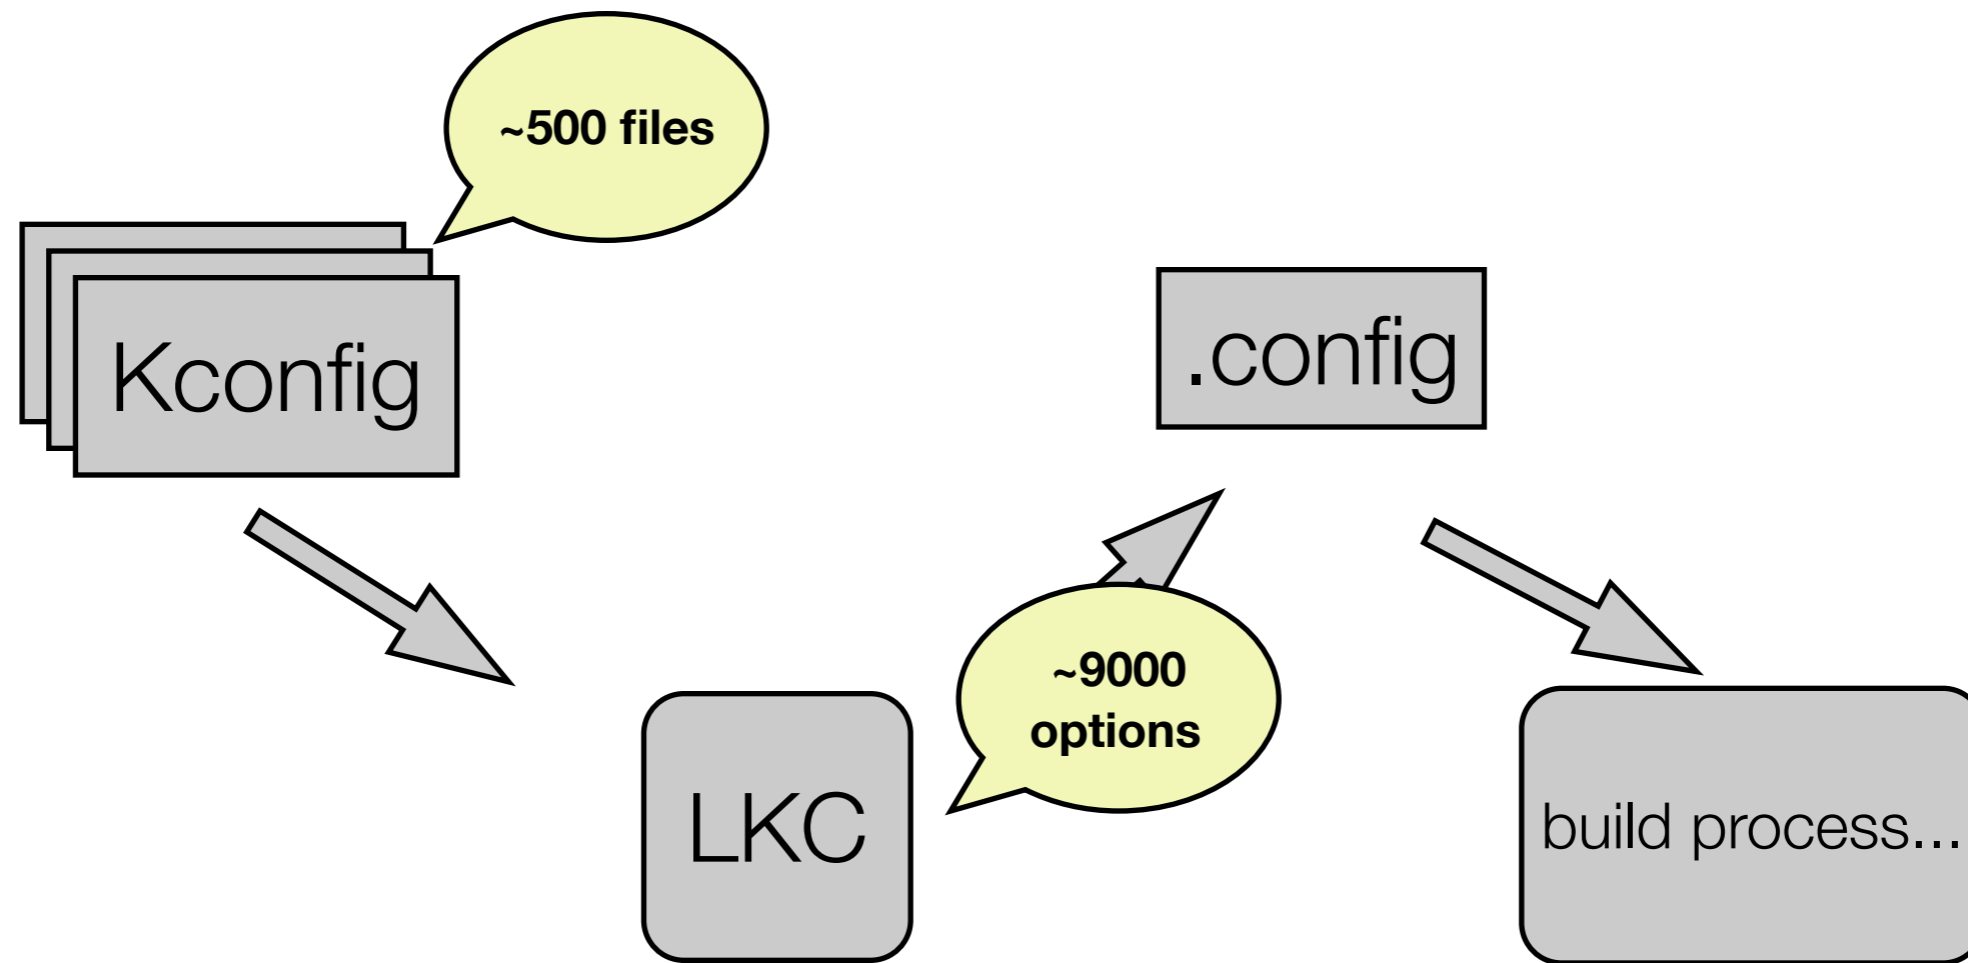 ~500 files
Kconfig
.config
~9000
options
LKC
build process...